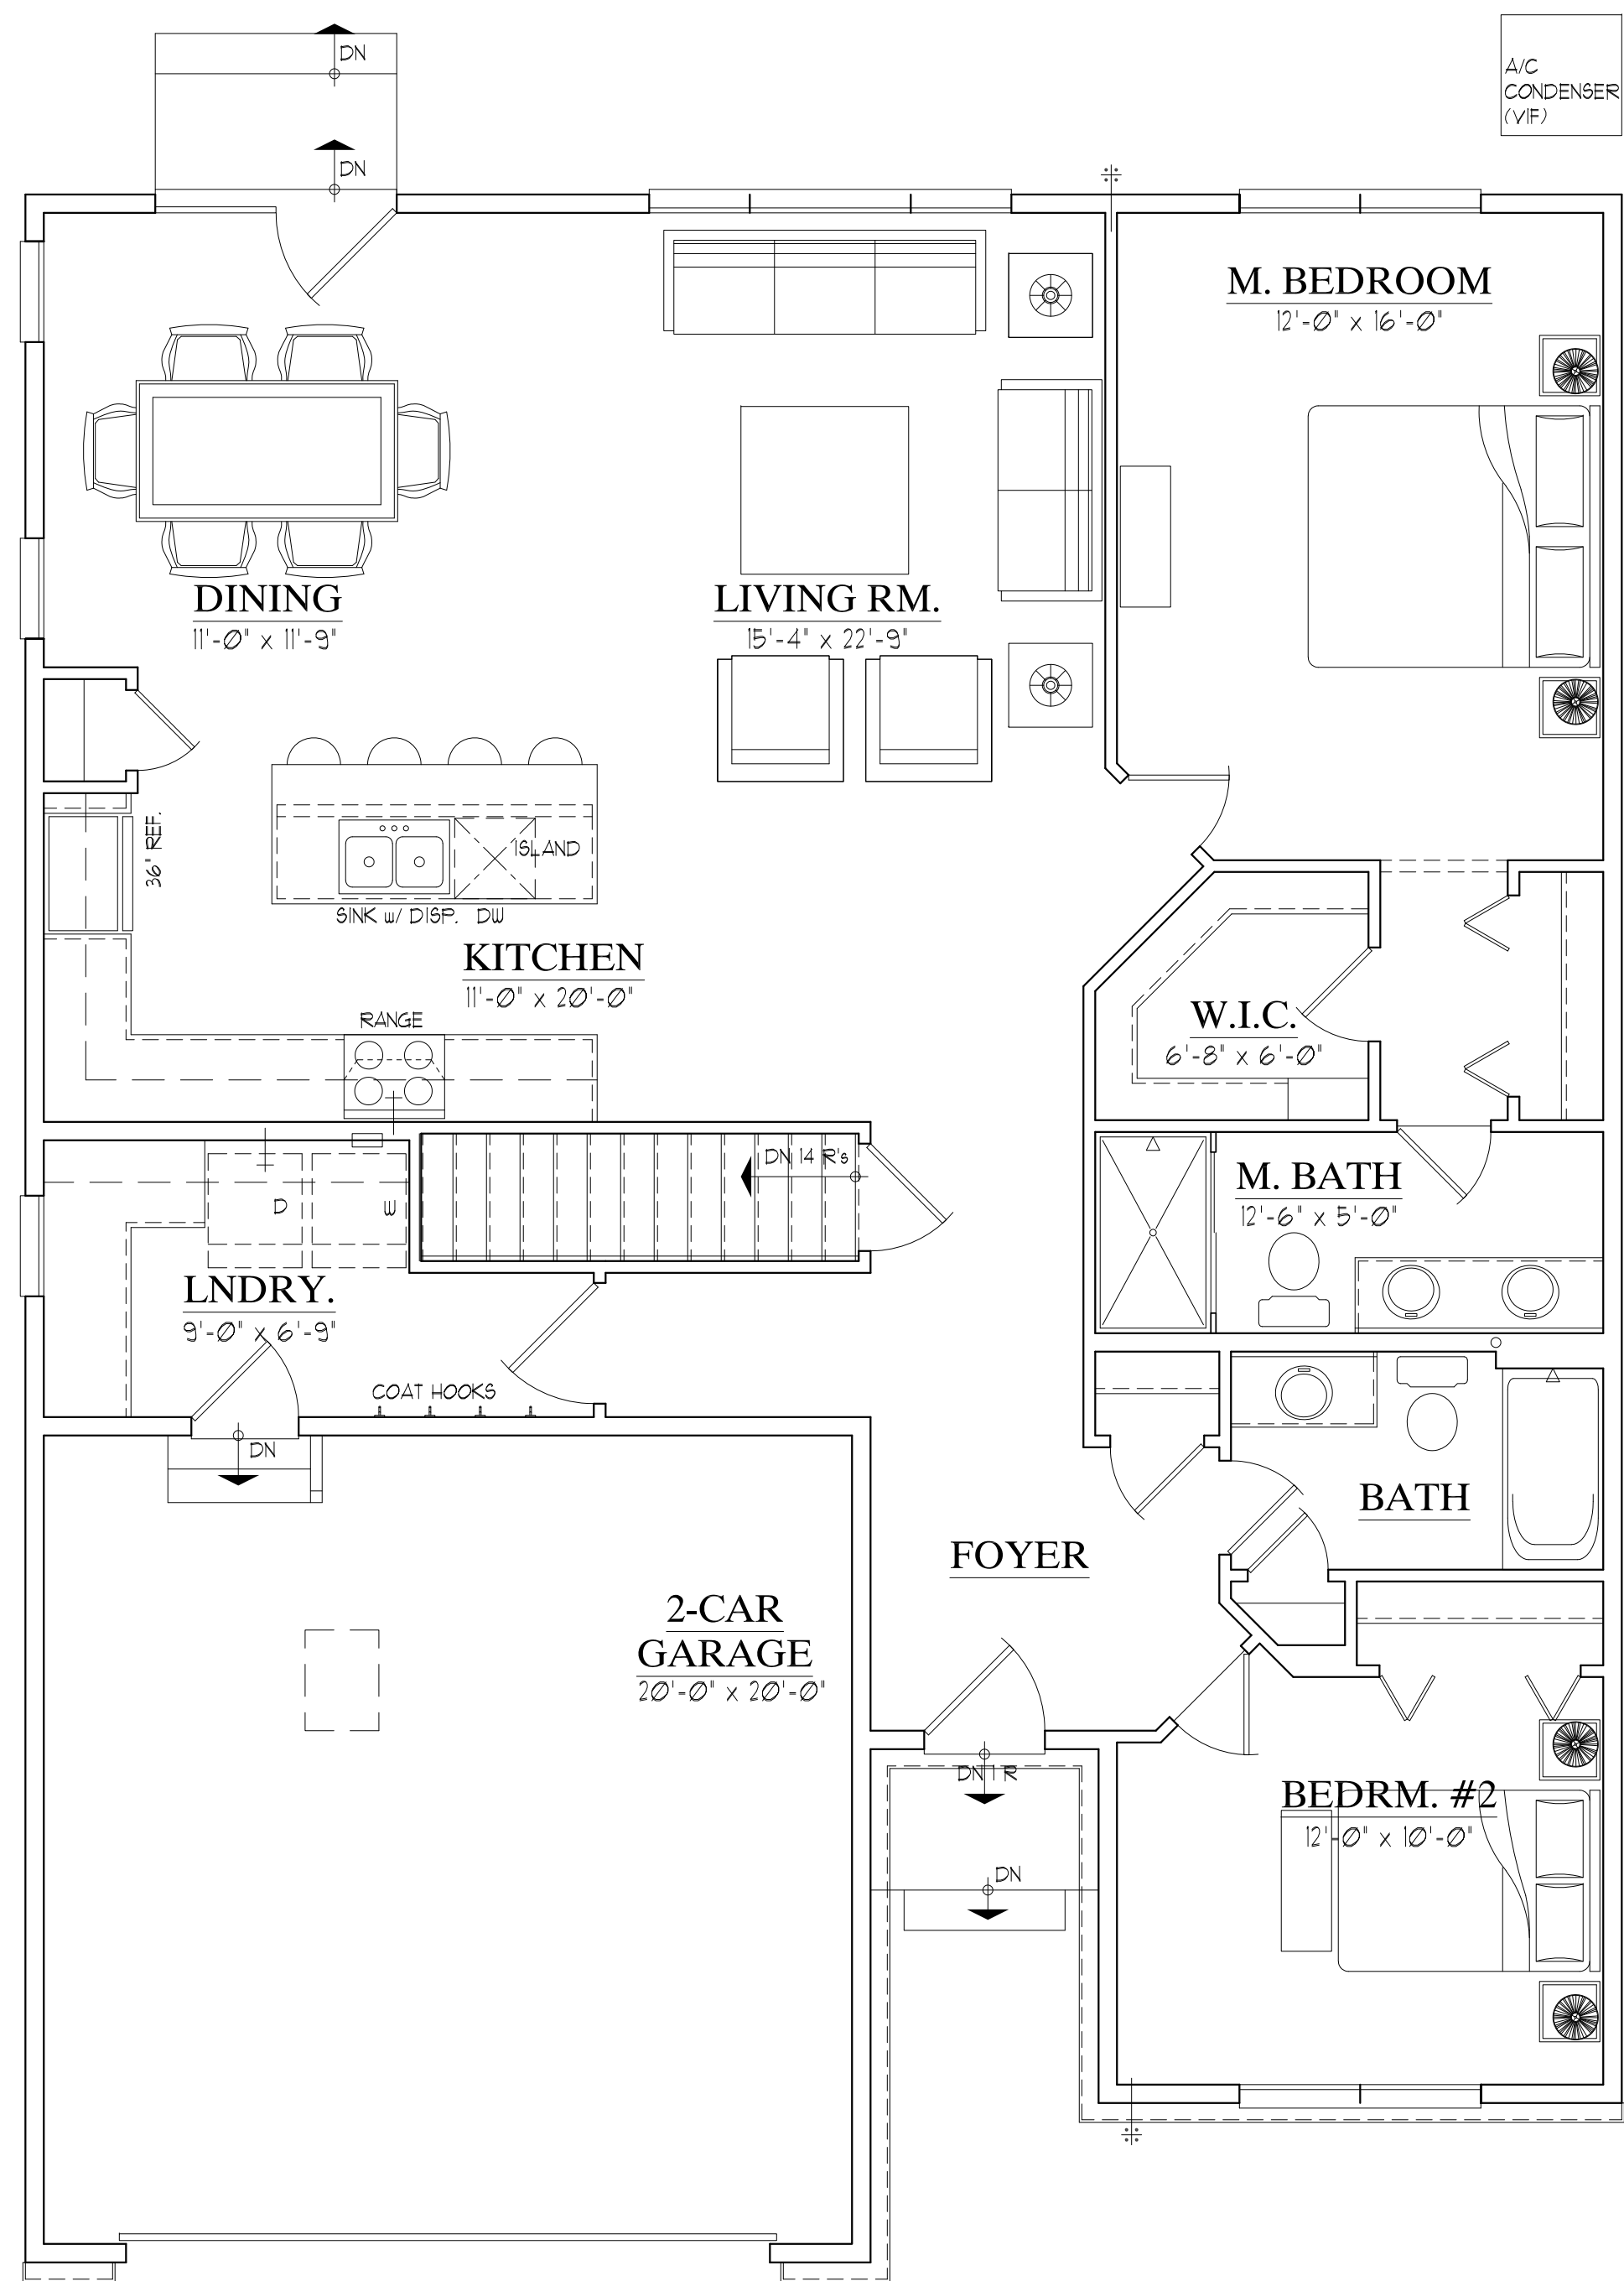 DN
A/C
CONDENSER
(VIF)
DN
M. BEDROOM
12'-0" x 16'-0"
DINING
11'-0" x 11'-9"
LIVING RM.
15'-4" x 22'-9"
36" REF.
ISLAND
SINK w/ DISP. DW
KITCHEN
11'-0" x 20'-0"
RANGE
W.I.C.
6'-8" x 6'-0"
DN 14 R's
D
W
M. BATH
12'-6" x 5'-0"
LNDRY.
9'-0" x 6'-9"
COAT HOOKS
DN
BATH
FOYER
2-CAR
GARAGE
20'-0" x 20'-0"
DN 1 R
BEDRM. #2
12'-0" x 10'-0"
DN